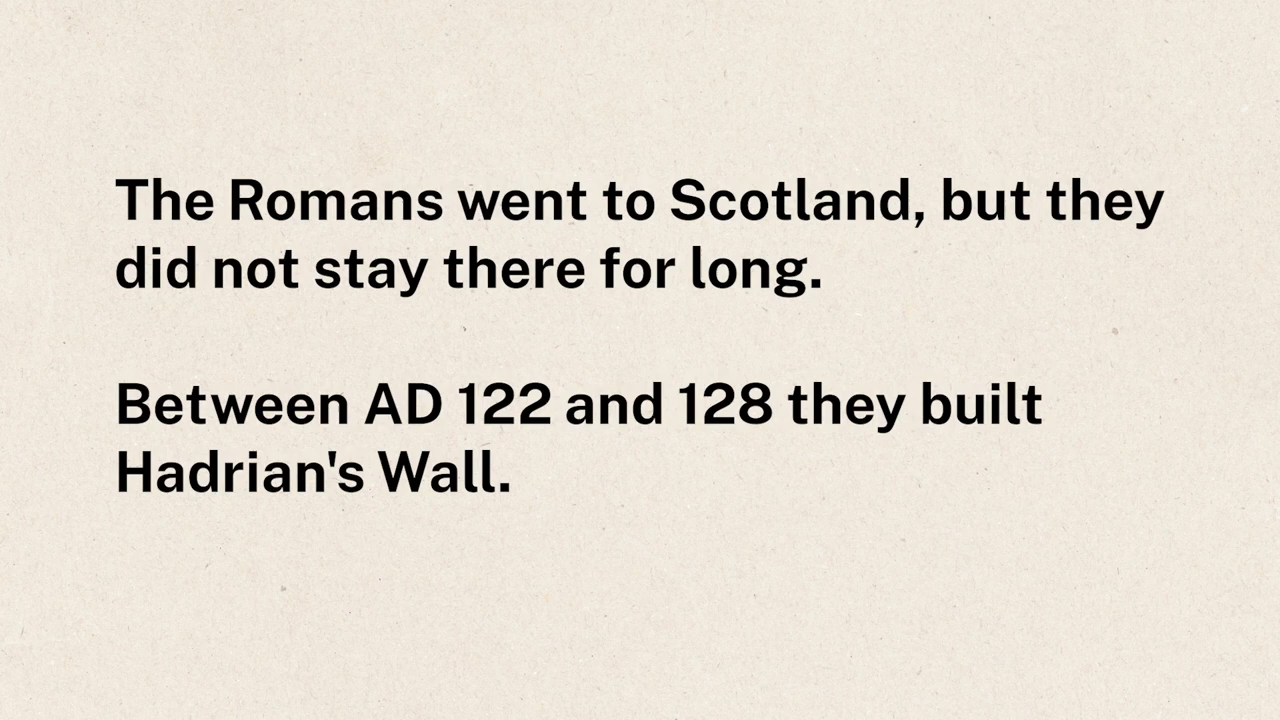 The Romans went to Scotland, but they
did not stay there for long.
Between AD 122 and 128 they built
Hadrian's Wall.